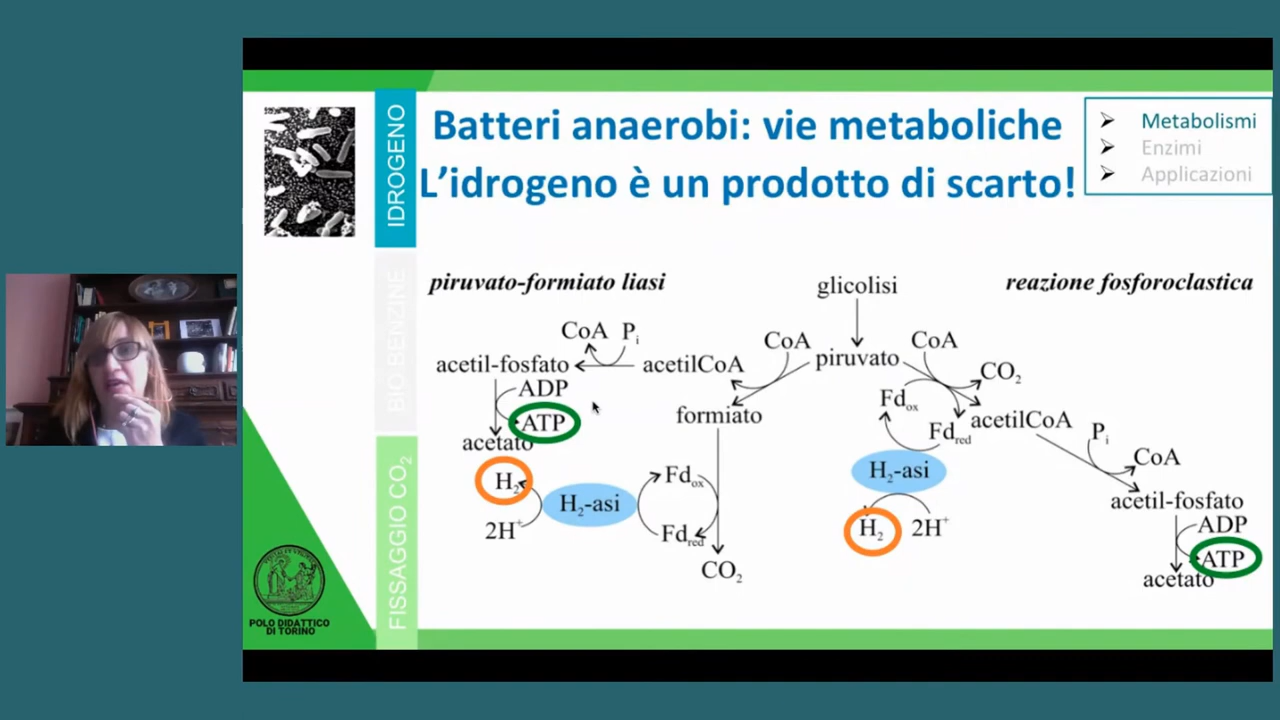 Batteri anaerobi: vie metaboliche
L'idrogeno è un prodotto di scarto!
Metabolismi
Enzimi
Applicazioni
IDROGENO
BIO BENZINE
FISSAGGIO CO₂
piruvato-formiato liasi
glicolisi
reazione fosforoclastica
CoA Pᵢ
CoA
CoA
acetil-fosfato
acetilCoA
piruvato
CO₂
ADP
ATP
acetato
formiato
Fdox
Fdred
acetilCoA
Pᵢ
CoA
H₂
H₂-asi
2H⁺
Fdox
Fdred
CO₂
H₂-asi
H₂
2H⁺
acetil-fosfato
ADP
ATP
acetato
POLO DIDATTICO
DI TORINO